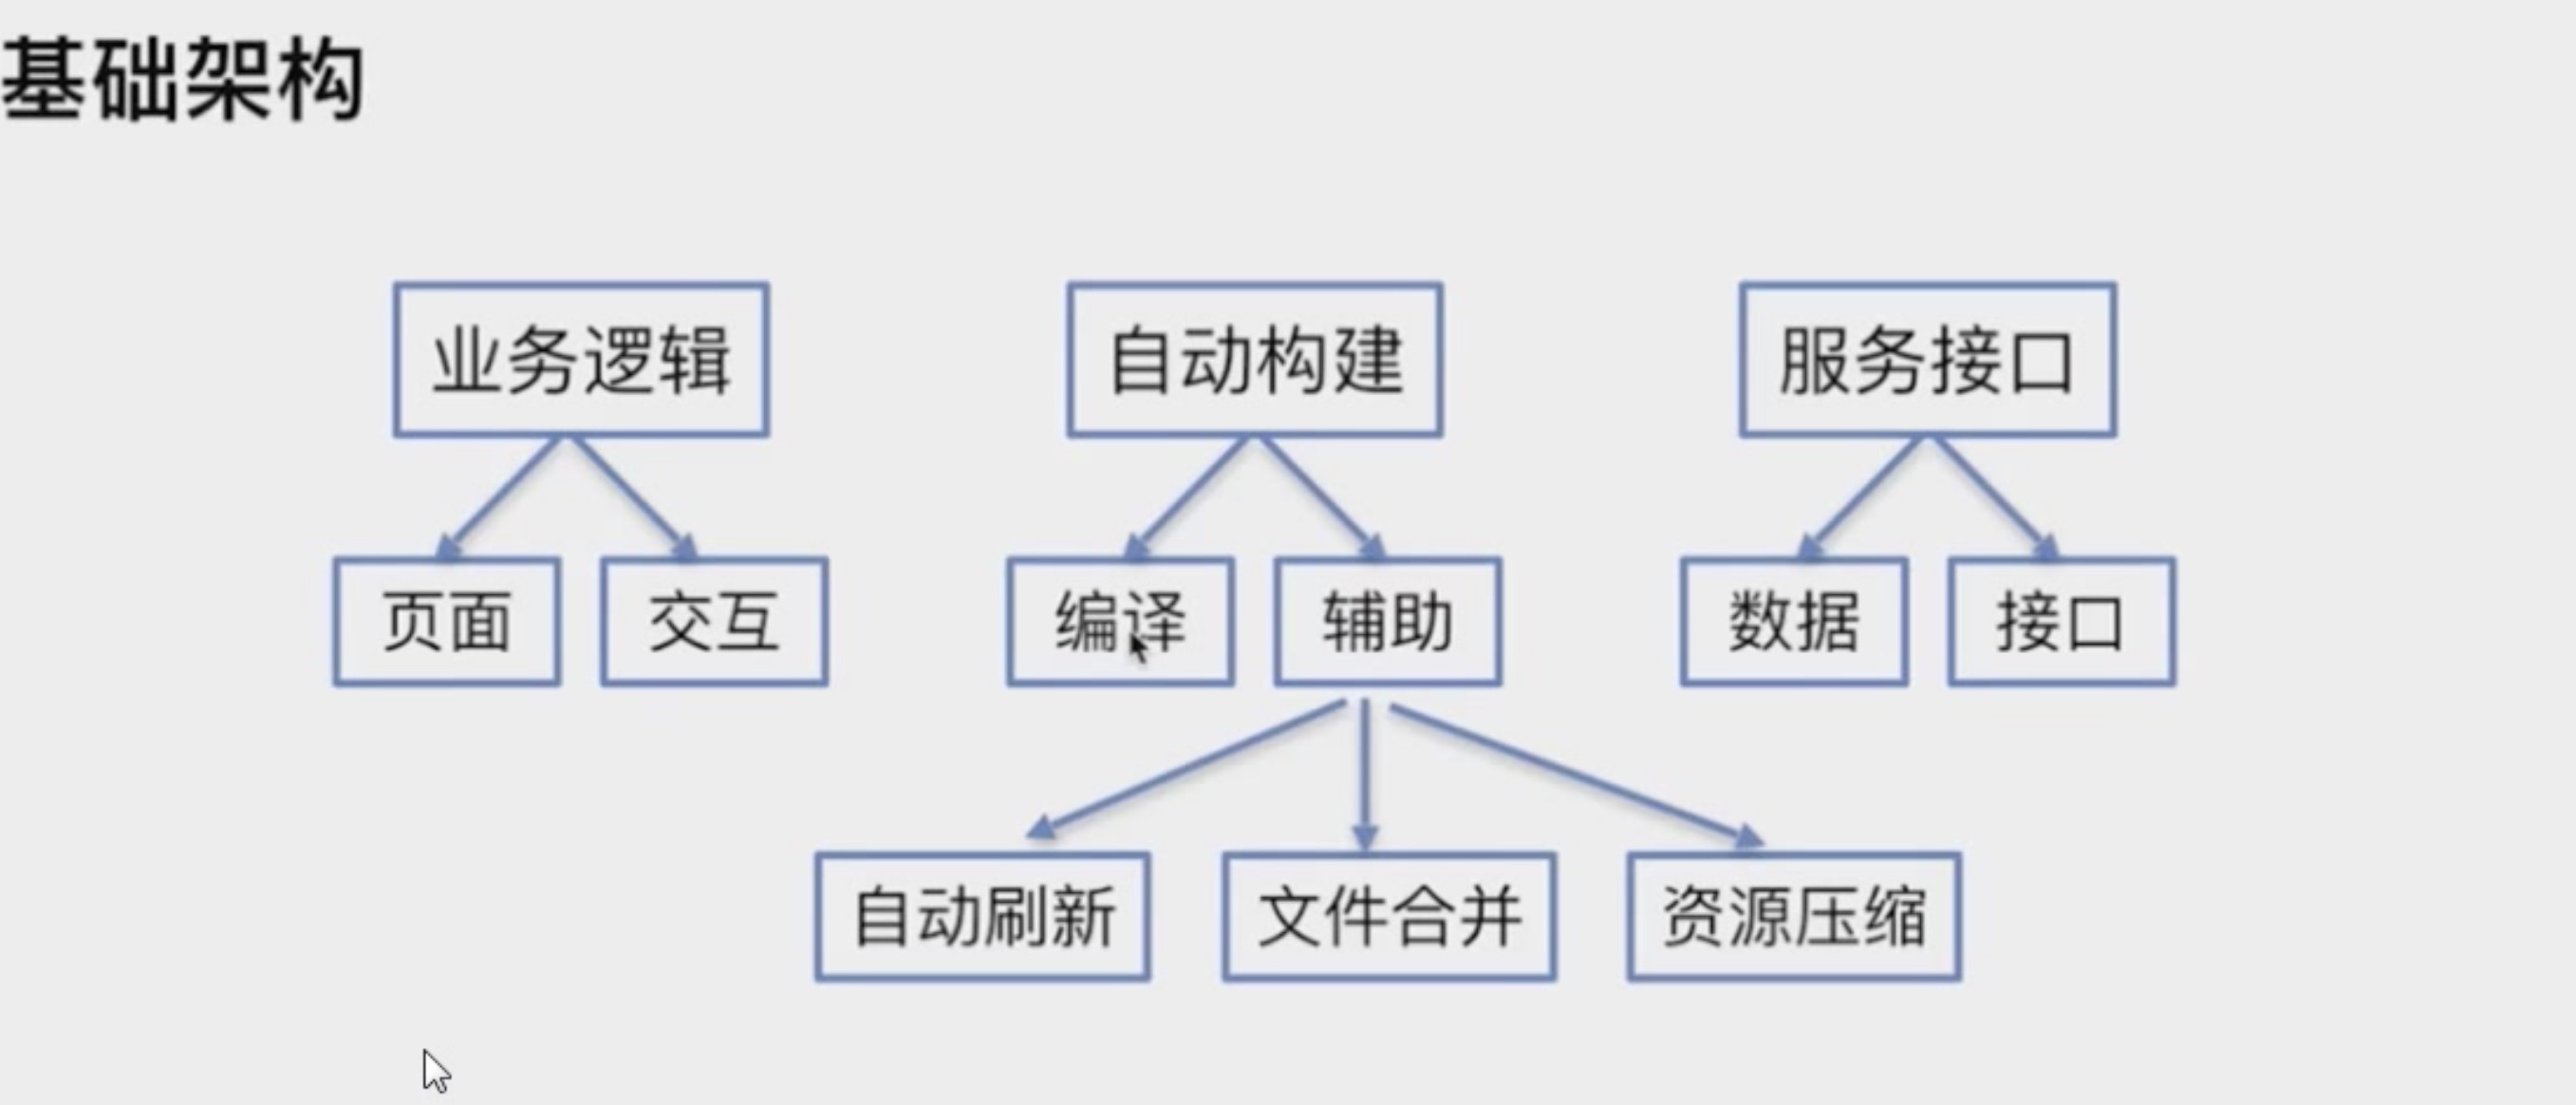 基础架构
业务逻辑
自动构建
服务接口
页面
交互
编译
辅助
数据
接口
自动刷新
文件合并
资源压缩